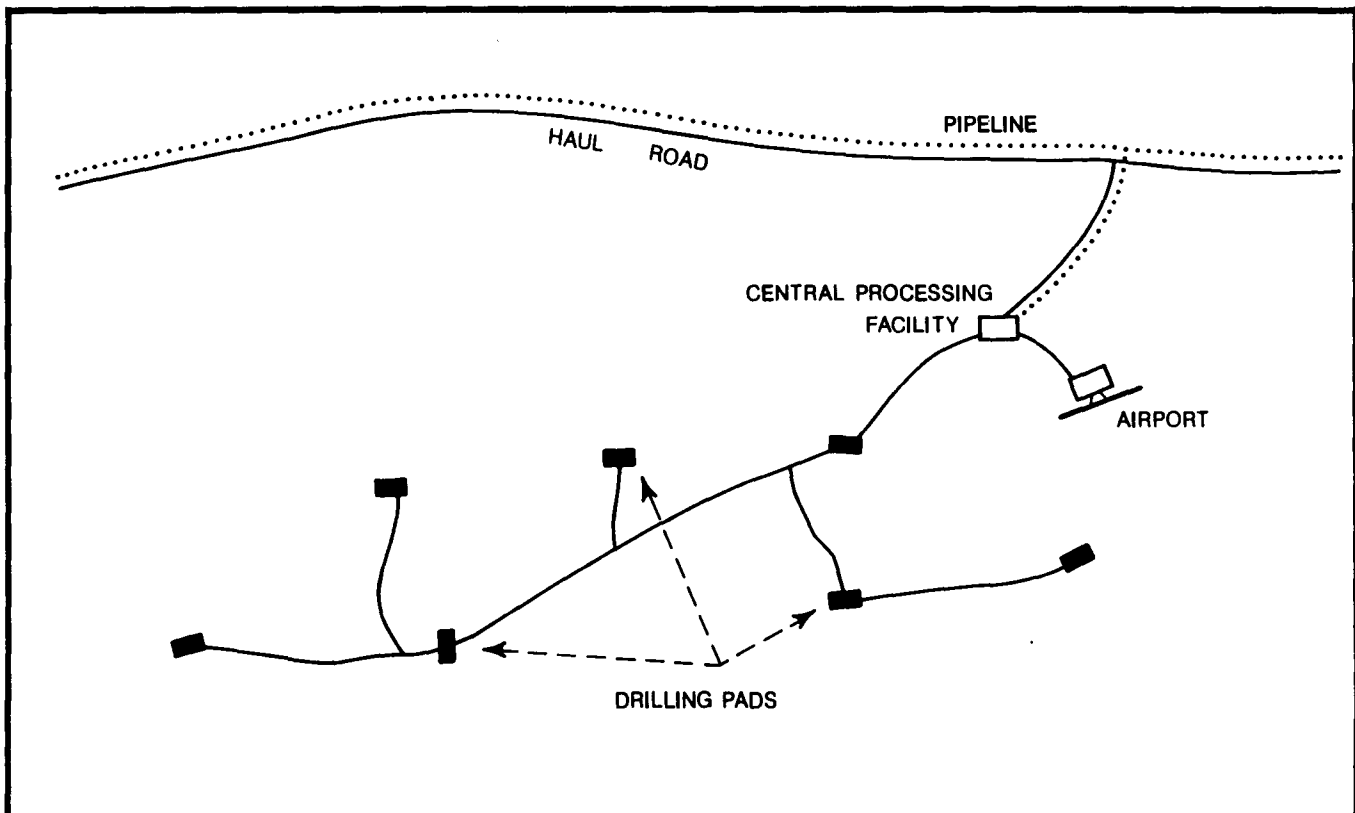 PIPELINE
HAUL ROAD
CENTRAL PROCESSING
FACILITY
AIRPORT
DRILLING PADS